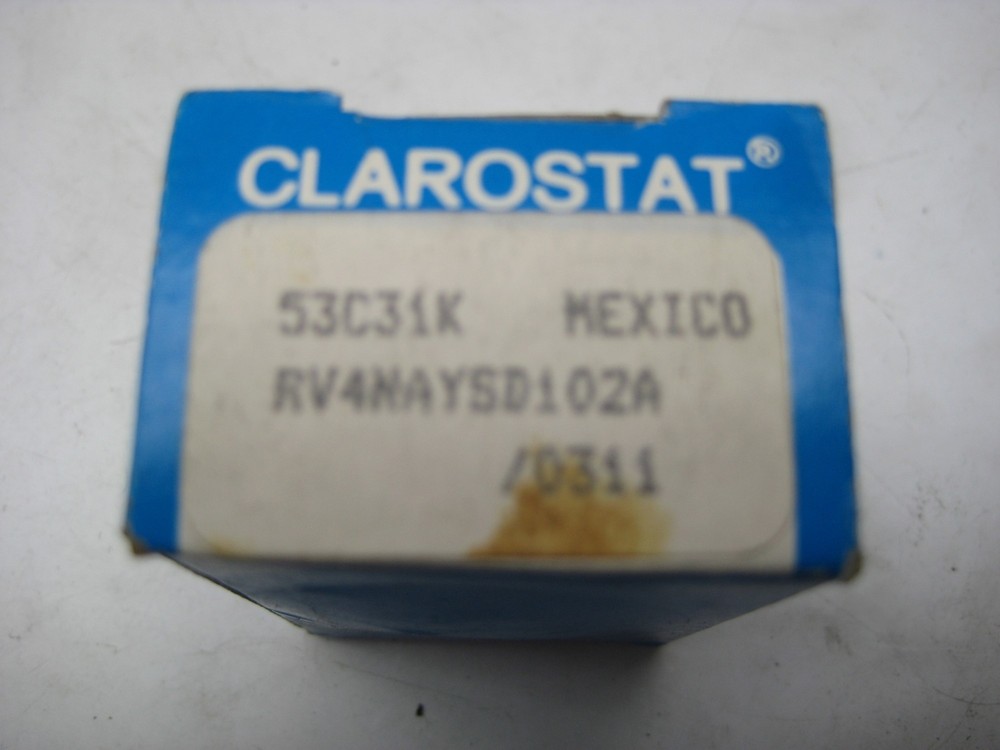 CLAROSTAT®
53C31K MEXICO
RV4NAYSD102A
/0311